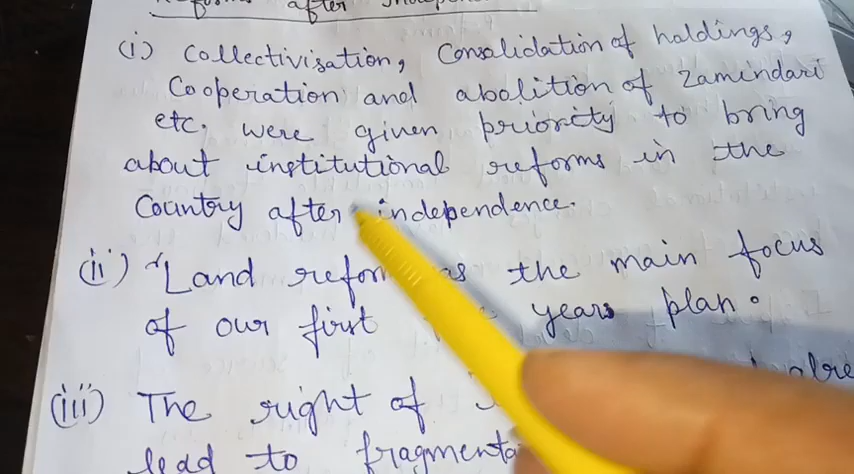 after
(i) Collectivisation, Consolidation of holdings,
Cooperation and abolition of Zamindari
etc. were given priority to bring
about institutional reforms in the
Country after independence.
(ii) "Land the main focus
of our first years plan.
(iii) The right of
lead to